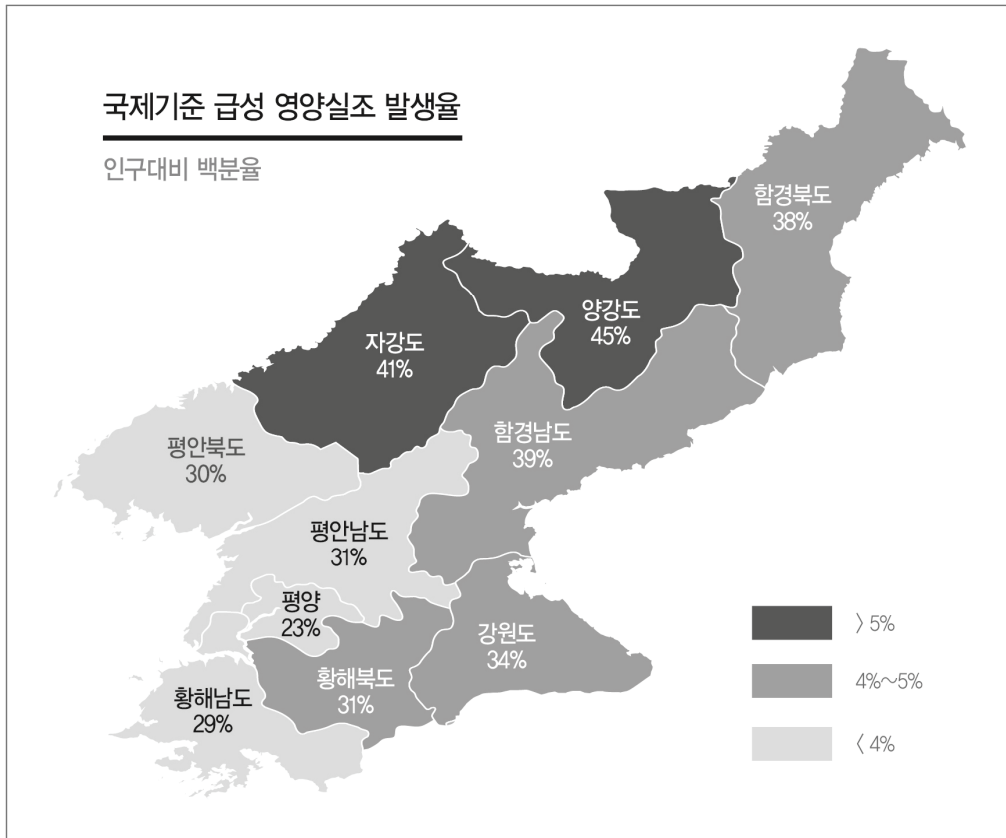 국제기준 급성 영양실조 발생율
인구대비 백분율
함경북도
38%
양강도
45%
자강도
41%
함경남도
39%
평안북도
30%
평안남도
31%
평양
23%
강원도
34%
황해북도
31%
황해남도
29%
〉5%
4%~5%
〈 4%